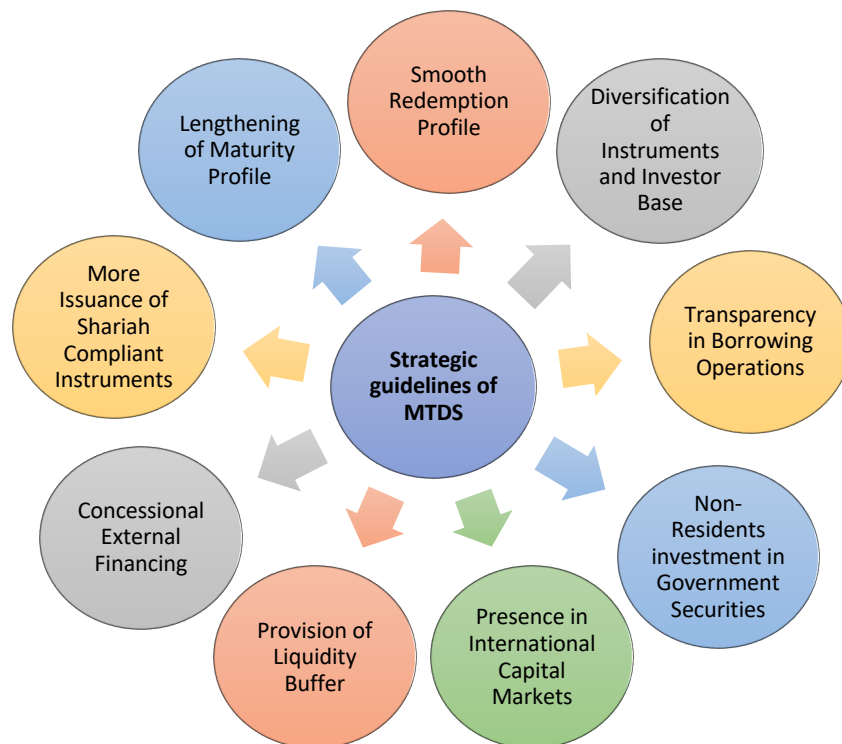 Smooth
Redemption
Profile
Diversification
of
Instruments
and Investor
Base
Transparency
in Borrowing
Operations
Non-
Residents
investment in
Government
Securities
Presence in
International
Capital
Markets
Provision of
Liquidity
Buffer
Concessional
External
Financing
More
Issuance of
Shariah
Compliant
Instruments
Lengthening
of Maturity
Profile
Strategic
guidelines of
MTDS